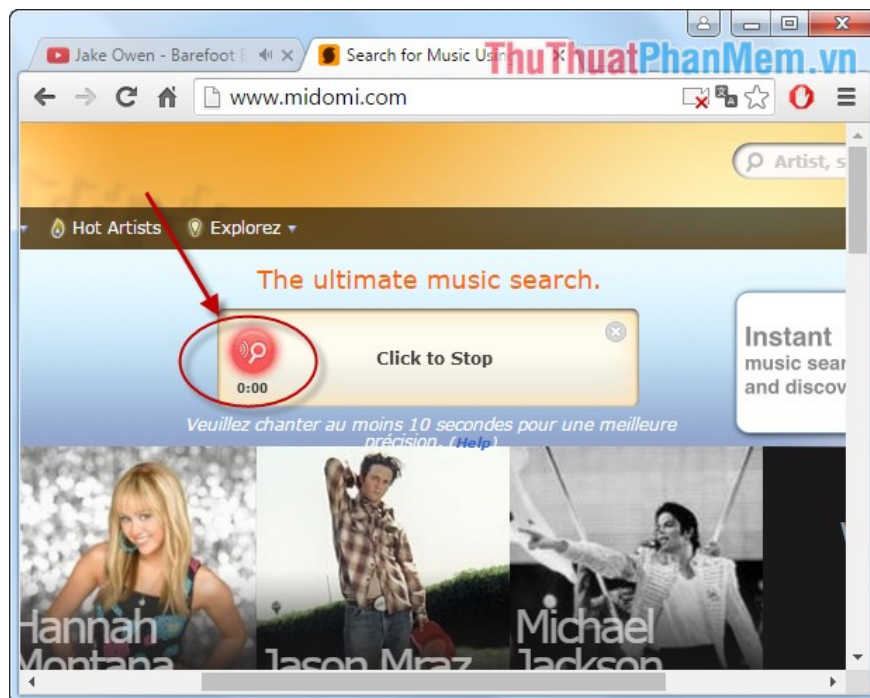 Jake Owen - Barefoot B
Search for Music Using
ThuThuatPhanMem.vn
www.midomi.com
Artist, s
Hot Artists
Explorez
The ultimate music search.
Click to Stop
0:00
Instant
music sear
and discov
Veuillez chanter au moins 10 secondes pour une meilleure
précision. (Help)
Hannah
Montana
Jason Mraz
Michael
Jackson